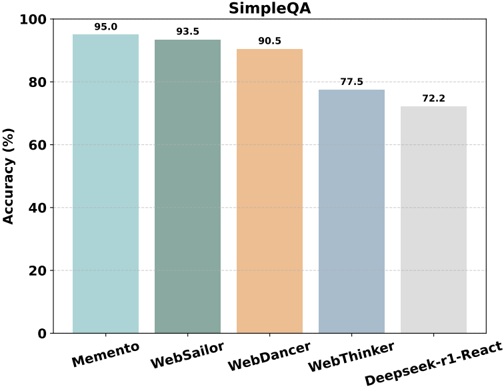 SimpleQA
Accuracy (%)
100
80
60
40
20
0
95.0
93.5
90.5
77.5
72.2
Memento
WebSailor
WebDancer
WebThinker
Deepseek-r1-React